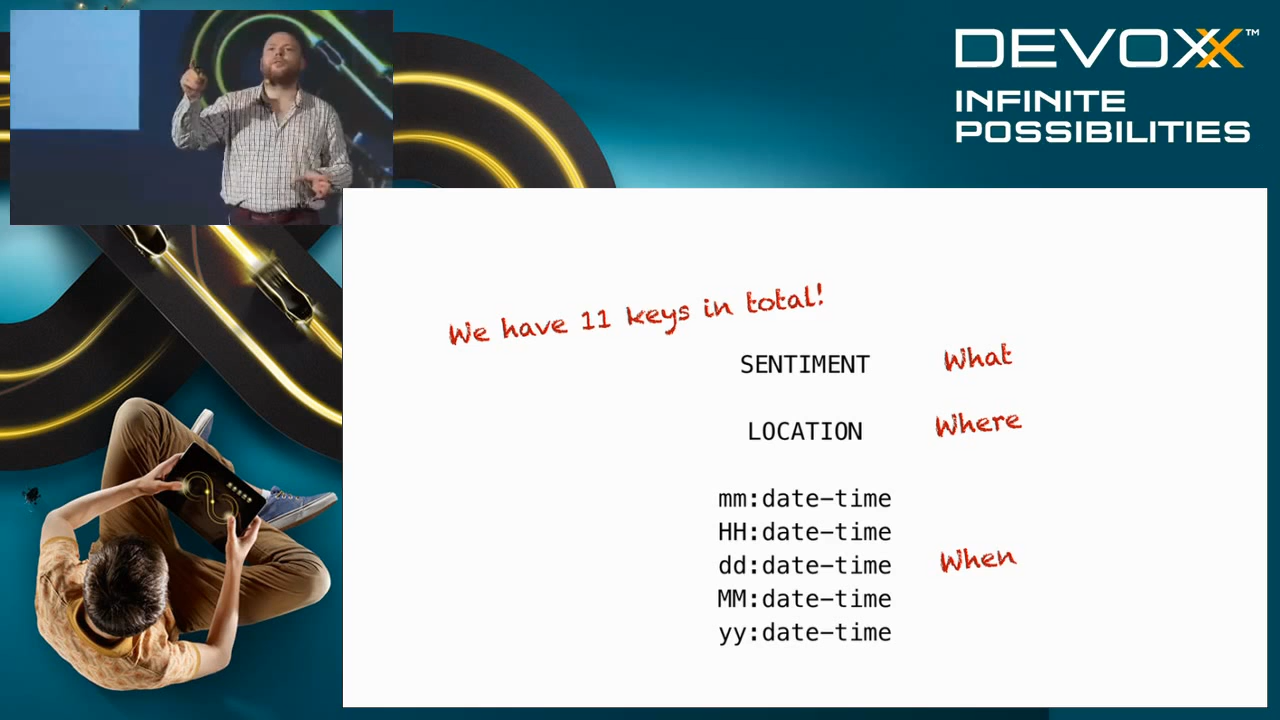 DEVOXX™
INFINITE
POSSIBILITIES
We have 11 keys in total!
SENTIMENT What
LOCATION Where
mm:date-time
HH:date-time
dd:date-time When
MM:date-time
yy:date-time